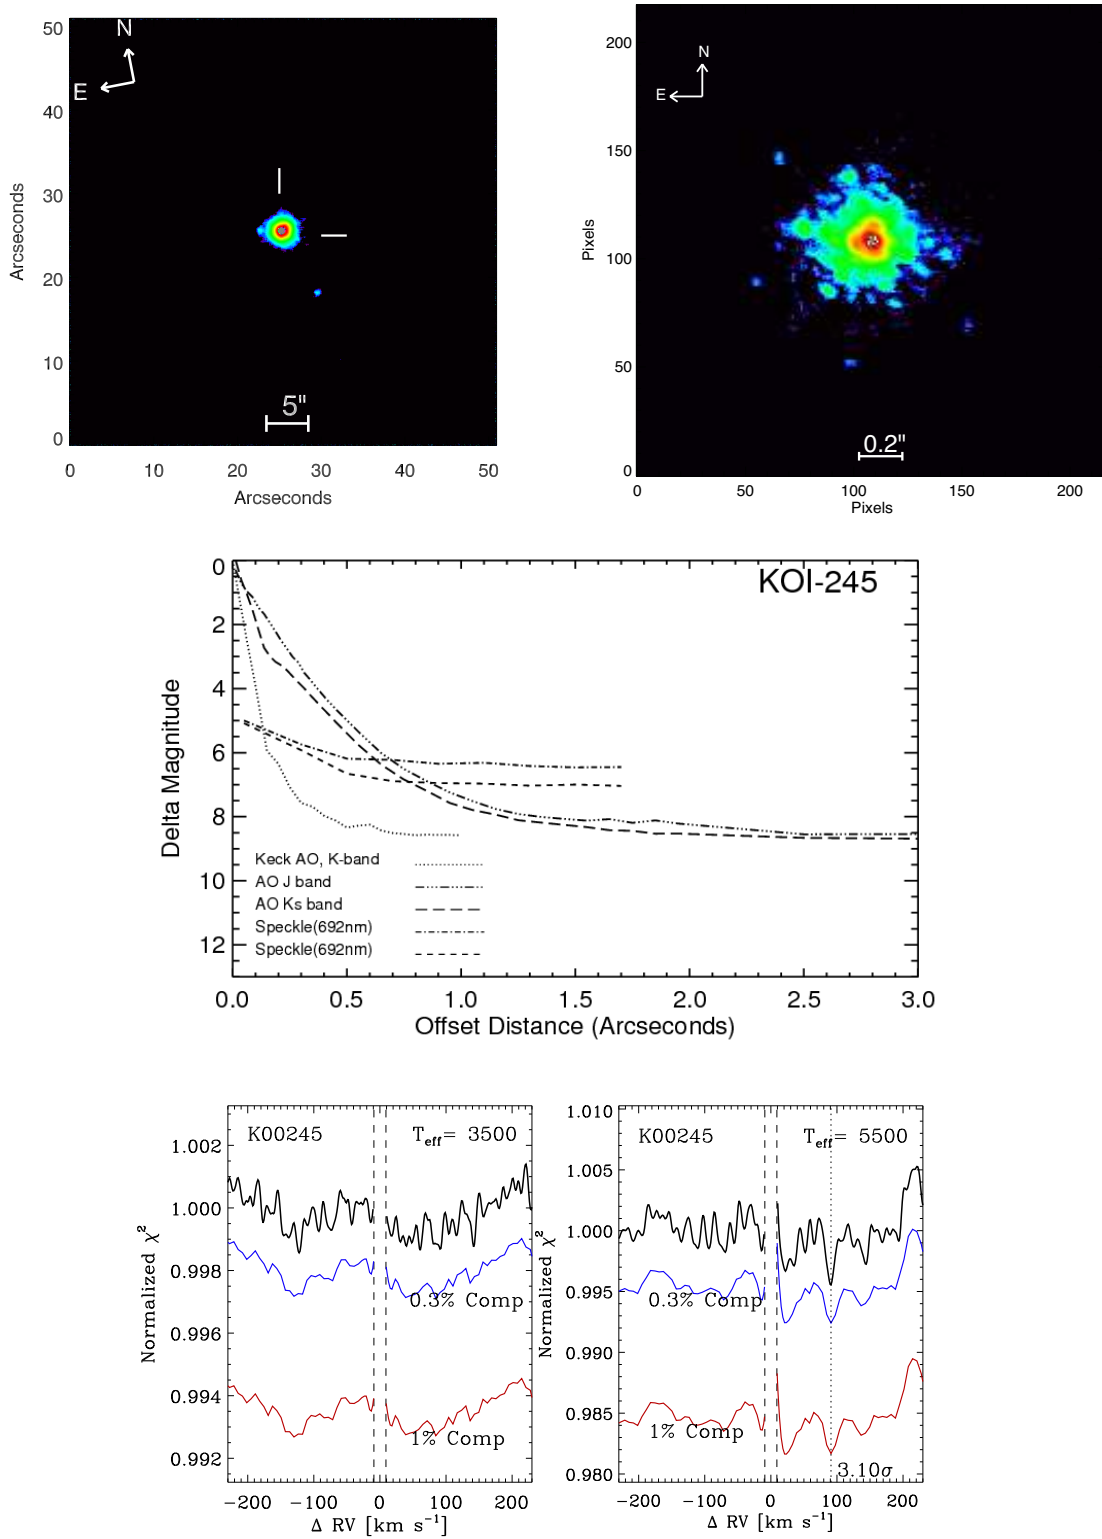 50
40
30
20
10
0
Arcseconds
N
E
5"
0
10
20
30
40
50
Arcseconds
200
150
100
50
0
Pixels
N
E
0.2"
0
50
100
150
200
Pixels
KOI-245
0
2
4
6
8
10
12
Delta Magnitude
Keck AO, K-band
AO J band
AO Ks band
Speckle(692nm)
Speckle(692nm)
0.0
0.5
1.0
1.5
2.0
2.5
3.0
Offset Distance (Arcseconds)
K00245
T_eff= 3500
1.002
1.000
0.998
0.996
0.994
0.992
Normalized χ²
0.3% Comp
1% Comp
-200
-100
0
100
200
Δ RV [km s⁻¹]
K00245
T_eff= 5500
1.010
1.005
1.000
0.995
0.990
0.985
0.980
Normalized χ²
0.3% Comp
1% Comp
3.10σ
-200
-100
0
100
200
Δ RV [km s⁻¹]